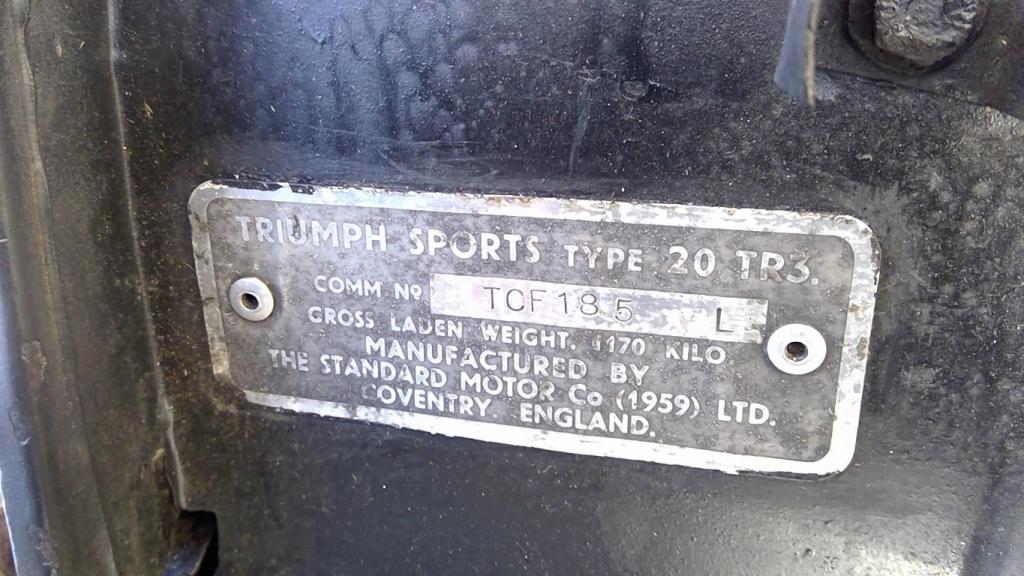 TRIUMPH SPORTS TYPE 20 TR3.
COMM Nº TCF185 L
GROSS LADEN WEIGHT. 1170 KILO.
MANUFACTURED BY
THE STANDARD MOTOR Co (1959) LTD.
COVENTRY ENGLAND.